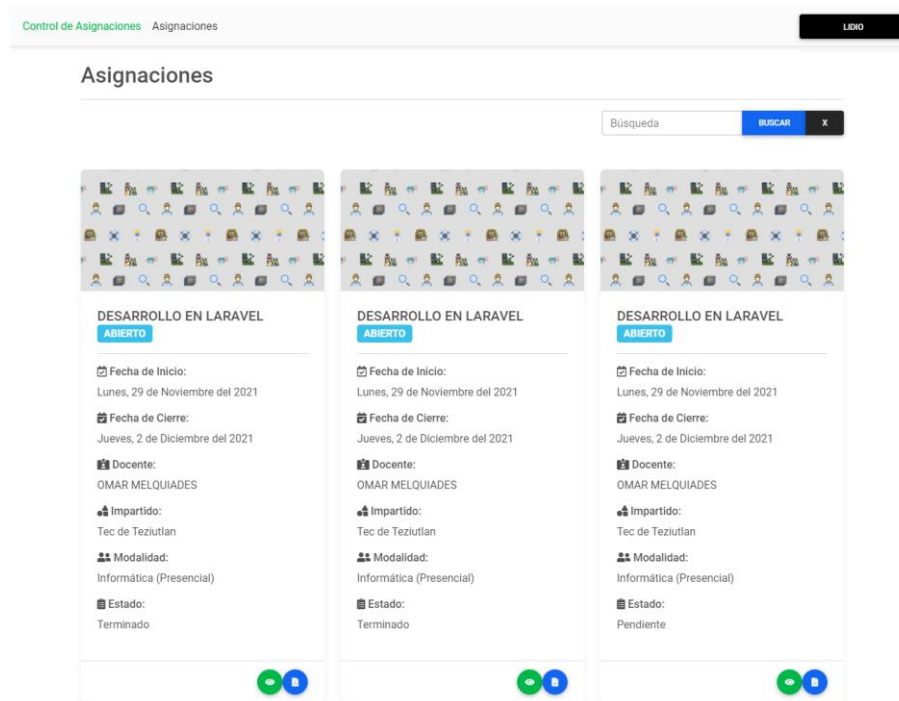 Control de Asignaciones Asignaciones LIDIO
Asignaciones
Búsqueda BUSCAR X
DESARROLLO EN LARAVEL
ABIERTO
Fecha de Inicio:
Lunes, 29 de Noviembre del 2021
Fecha de Cierre:
Jueves, 2 de Diciembre del 2021
Docente:
OMAR MELQUIADES
Impartido:
Tec de Teziutlan
Modalidad:
Informática (Presencial)
Estado:
Terminado
DESARROLLO EN LARAVEL
ABIERTO
Fecha de Inicio:
Lunes, 29 de Noviembre del 2021
Fecha de Cierre:
Jueves, 2 de Diciembre del 2021
Docente:
OMAR MELQUIADES
Impartido:
Tec de Teziutlan
Modalidad:
Informática (Presencial)
Estado:
Terminado
DESARROLLO EN LARAVEL
ABIERTO
Fecha de Inicio:
Lunes, 29 de Noviembre del 2021
Fecha de Cierre:
Jueves, 2 de Diciembre del 2021
Docente:
OMAR MELQUIADES
Impartido:
Tec de Teziutlan
Modalidad:
Informática (Presencial)
Estado:
Pendiente